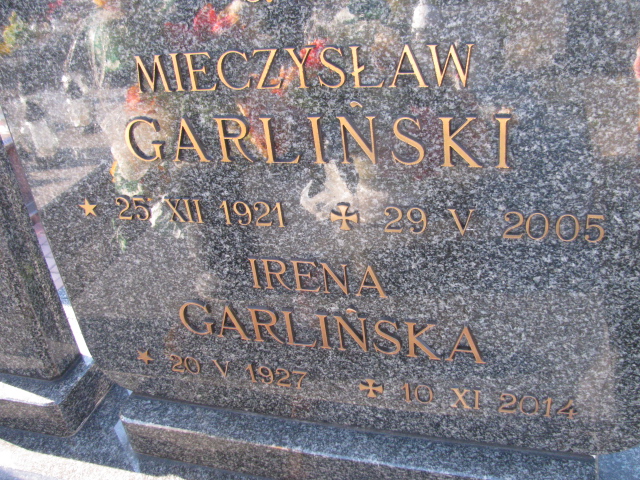 MIECZYSŁAW
GARLIŃSKI
★ 25 XII 1921 ✠ 29 V 2005
IRENA
GARLIŃSKA
★ 20 V 1927 ✠ 10 XI 2014